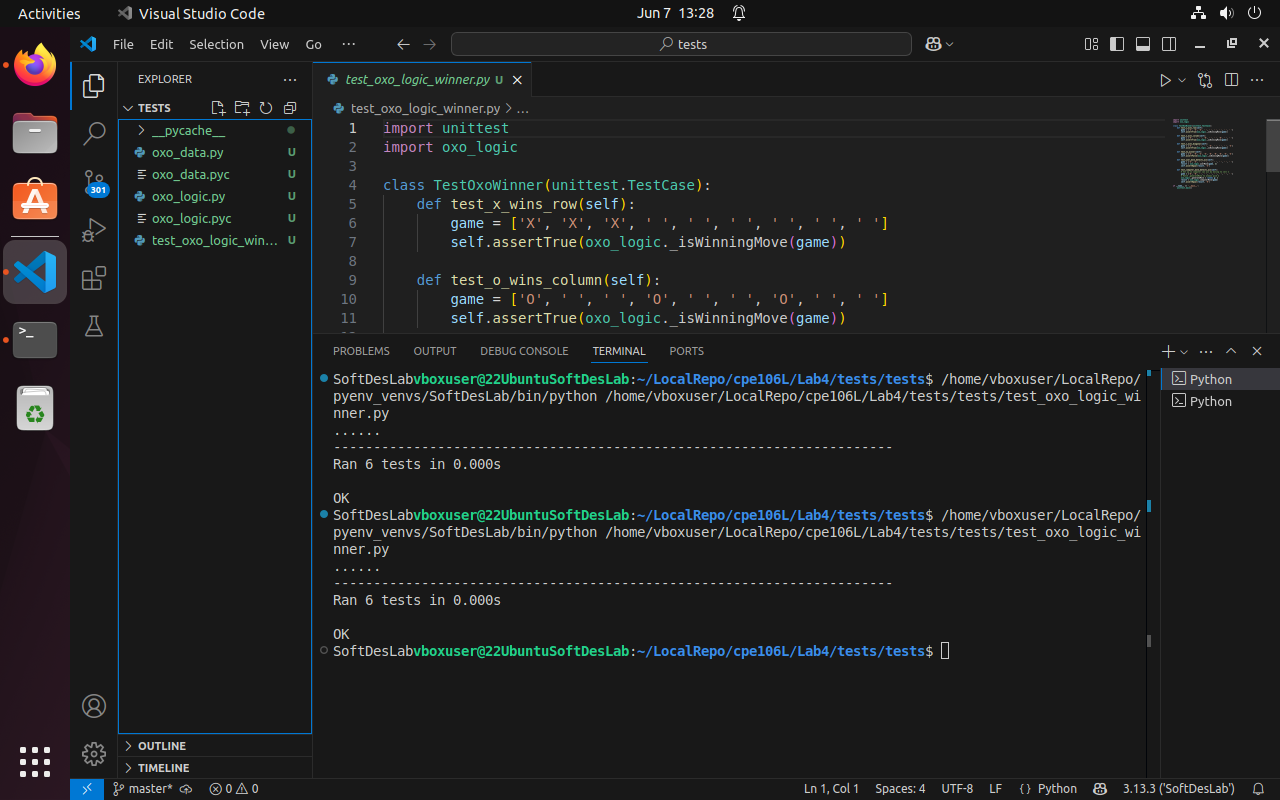 Activities
Visual Studio Code
Jun 7 13:28
File Edit Selection View Go ...
tests
EXPLORER
TESTS
__pycache__
oxo_data.py U
oxo_data.pyc U
oxo_logic.py U
oxo_logic.pyc U
test_oxo_logic_win... U
OUTLINE
TIMELINE
301
test_oxo_logic_winner.py U
test_oxo_logic_winner.py > ...
1 import unittest
2 import oxo_logic
3
4 class TestOxoWinner(unittest.TestCase):
5 def test_x_wins_row(self):
6 game = ['X', 'X', 'X', ' ', ' ', ' ', ' ', ' ', ' ']
7 self.assertTrue(oxo_logic._isWinningMove(game))
8
9 def test_o_wins_column(self):
10 game = ['O', ' ', ' ', 'O', ' ', ' ', 'O', ' ', ' ']
11 self.assertTrue(oxo_logic._isWinningMove(game))
PROBLEMS OUTPUT DEBUG CONSOLE TERMINAL PORTS
SoftDesLabvboxuser@22UbuntuSoftDesLab:~/LocalRepo/cpe106L/Lab4/tests/tests$ /home/vboxuser/LocalRepo/
pyenv_venvs/SoftDesLab/bin/python /home/vboxuser/LocalRepo/cpe106L/Lab4/tests/tests/test_oxo_logic_wi
nner.py
......
----------------------------------------------------------------------
Ran 6 tests in 0.000s
OK
SoftDesLabvboxuser@22UbuntuSoftDesLab:~/LocalRepo/cpe106L/Lab4/tests/tests$ /home/vboxuser/LocalRepo/
pyenv_venvs/SoftDesLab/bin/python /home/vboxuser/LocalRepo/cpe106L/Lab4/tests/tests/test_oxo_logic_wi
nner.py
......
----------------------------------------------------------------------
Ran 6 tests in 0.000s
OK
SoftDesLabvboxuser@22UbuntuSoftDesLab:~/LocalRepo/cpe106L/Lab4/tests/tests$
Python
Python
master* 0 0
Ln 1, Col 1 Spaces: 4 UTF-8 LF {} Python 3.13.3 ('SoftDesLab')